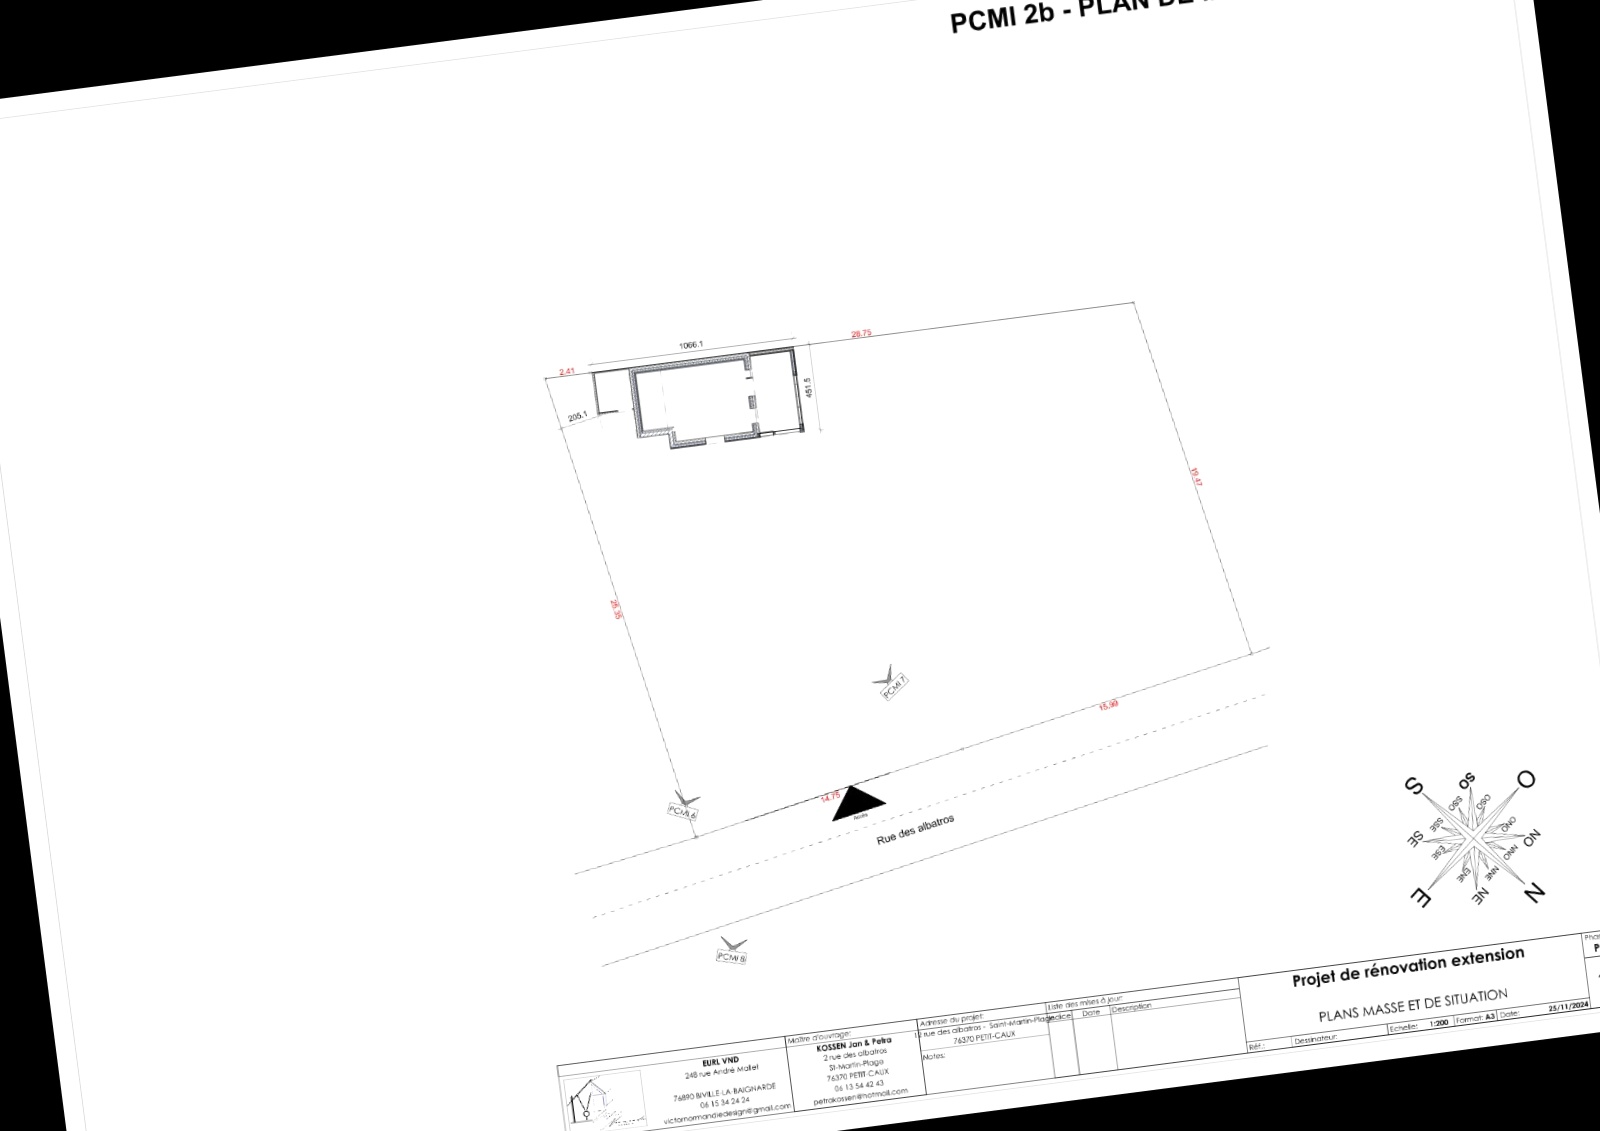 PCMI 2b - PLAN DE
1066.1
28.75
2.41
451.5
205.1
19.47
26.35
PCMI 7
15.99
PCMI 6
14.75
Accès
Rue des albatros
PCMI 8
S
SO
O
SSO
OSO
SSE
ONO
SE
NO
ESE
NNO
ENE
NNE
E
NE
N
EURL VND
248 rue André Mallet
76890 BIVILLE-LA-BAIGNARDE
06 15 34 24 24
victornormandiedesign@gmail.com
Maître d'ouvrage:
KOSSEN Jan & Petra
2 rue des albatros
St-Martin-Plage
76370 PETIT-CAUX
06 13 54 42 43
petrakossen@hotmail.com
Adresse du projet:
rue des albatros - Saint-Martin-Plage
76370 PETIT-CAUX
Notes:
Liste des mises à jour:
Indice
Date
Description
Projet de rénovation extension
PLANS MASSE ET DE SITUATION
Réf.:
Dessinateur:
Echelle: 1:200
Format: A3
Date: 25/11/2024